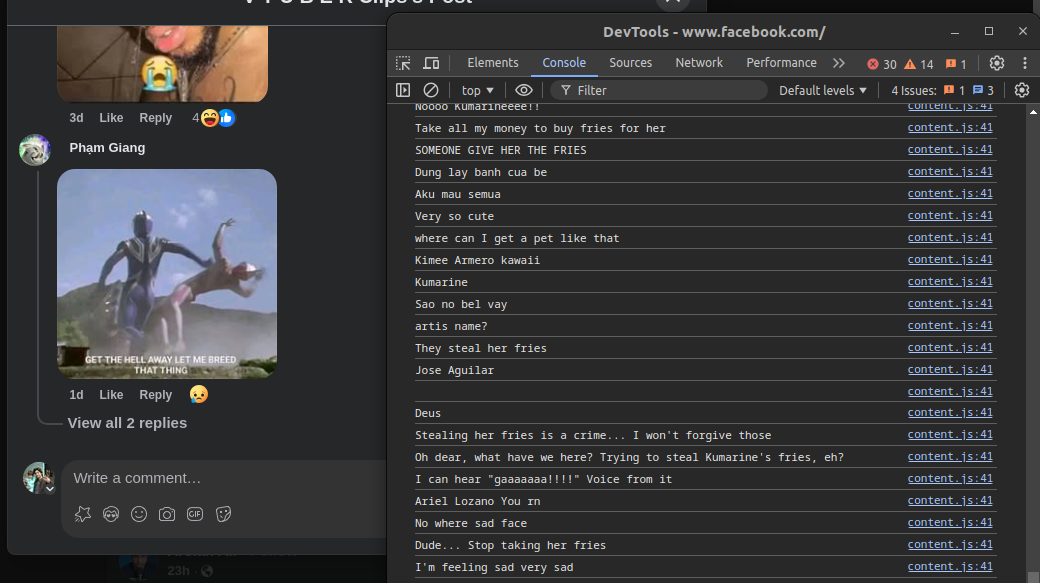 V T U B E R Clips's Post
3d Like Reply 4
Phạm Giang
GET THE HELL AWAY LET ME BREED
THAT THING
1d Like Reply
View all 2 replies
Write a comment…
GIF
23h
DevTools - www.facebook.com/
Elements Console Sources Network Performance 30 14 1
top Filter Default levels 4 Issues: 1 3
Noooo Kumarineeee!! content.js:41
Take all my money to buy fries for her content.js:41
SOMEONE GIVE HER THE FRIES content.js:41
Dung lay banh cua be content.js:41
Aku mau semua content.js:41
Very so cute content.js:41
where can I get a pet like that content.js:41
Kimee Armero kawaii content.js:41
Kumarine content.js:41
Sao no bel vay content.js:41
artis name? content.js:41
They steal her fries content.js:41
Jose Aguilar content.js:41
content.js:41
Deus content.js:41
Stealing her fries is a crime... I won't forgive those content.js:41
Oh dear, what have we here? Trying to steal Kumarine's fries, eh? content.js:41
I can hear "gaaaaaaa!!!!" Voice from it content.js:41
Ariel Lozano You rn content.js:41
No where sad face content.js:41
Dude... Stop taking her fries content.js:41
I'm feeling sad very sad content.js:41